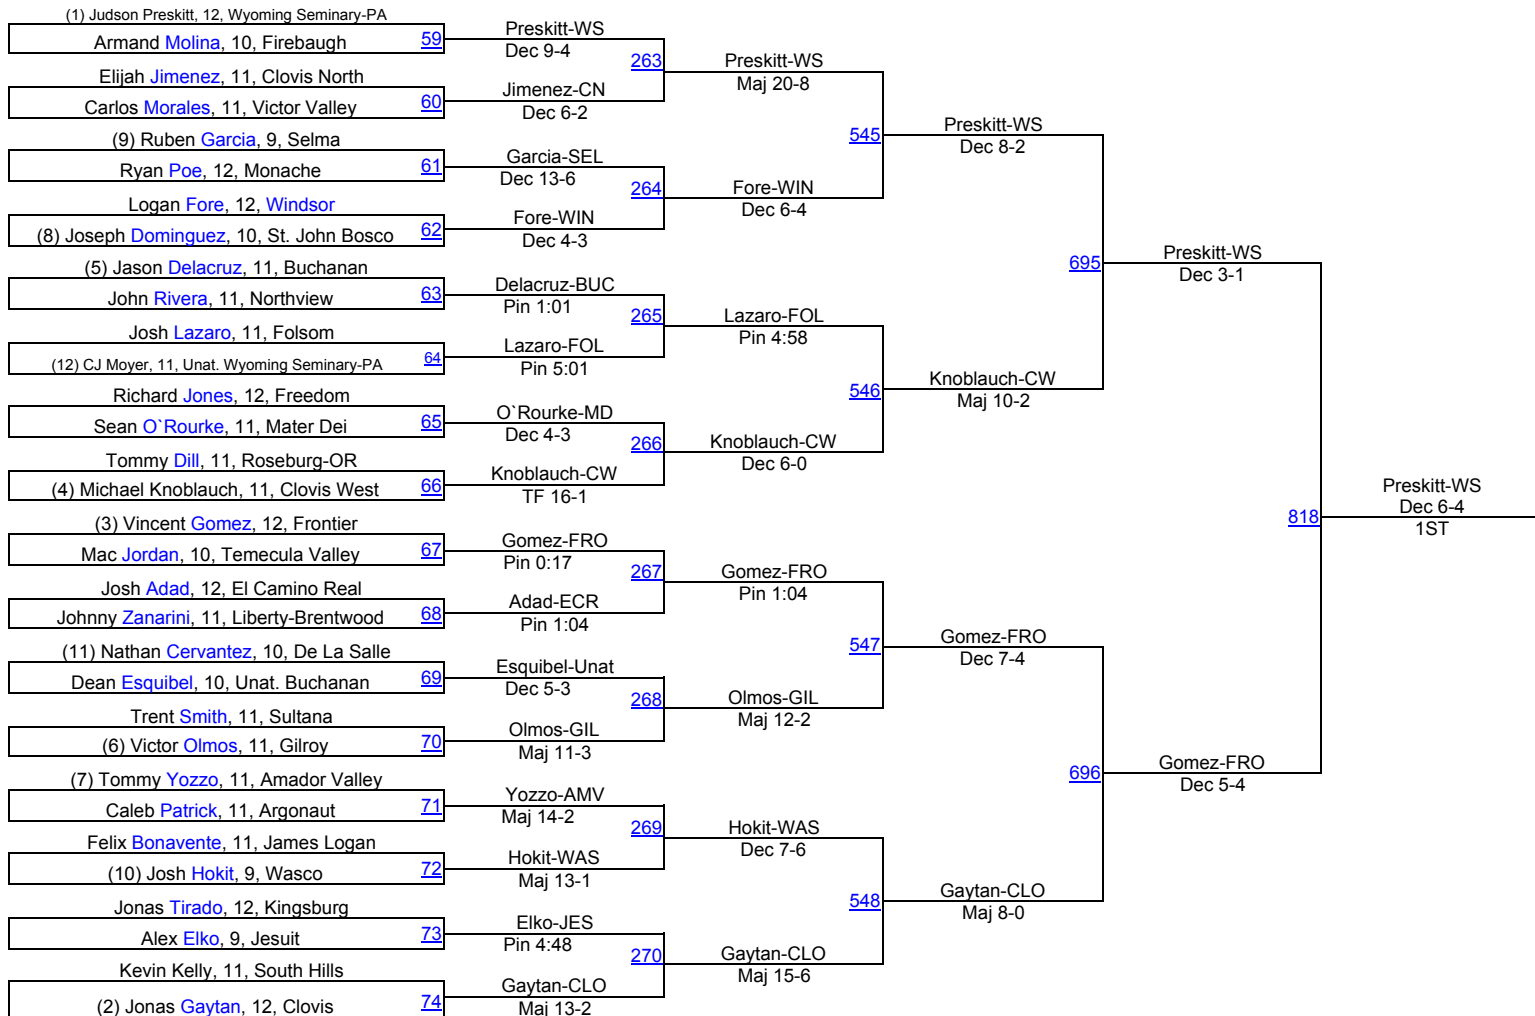 (1) Judson Preskitt, 12, Wyoming Seminary-PA
Armand Molina, 10, Firebaugh
59
Elijah Jimenez, 11, Clovis North
Carlos Morales, 11, Victor Valley
60
(9) Ruben Garcia, 9, Selma
Ryan Poe, 12, Monache
61
Logan Fore, 12, Windsor
(8) Joseph Dominguez, 10, St. John Bosco
62
(5) Jason Delacruz, 11, Buchanan
John Rivera, 11, Northview
63
Josh Lazaro, 11, Folsom
(12) CJ Moyer, 11, Unat. Wyoming Seminary-PA
64
Richard Jones, 12, Freedom
Sean O`Rourke, 11, Mater Dei
65
Tommy Dill, 11, Roseburg-OR
(4) Michael Knoblauch, 11, Clovis West
66
(3) Vincent Gomez, 12, Frontier
Mac Jordan, 10, Temecula Valley
67
Josh Adad, 12, El Camino Real
Johnny Zanarini, 11, Liberty-Brentwood
68
(11) Nathan Cervantez, 10, De La Salle
Dean Esquibel, 10, Unat. Buchanan
69
Trent Smith, 11, Sultana
(6) Victor Olmos, 11, Gilroy
70
(7) Tommy Yozzo, 11, Amador Valley
Caleb Patrick, 11, Argonaut
71
Felix Bonavente, 11, James Logan
(10) Josh Hokit, 9, Wasco
72
Jonas Tirado, 12, Kingsburg
Alex Elko, 9, Jesuit
73
Kevin Kelly, 11, South Hills
(2) Jonas Gaytan, 12, Clovis
74
Preskitt-WS
Dec 9-4
263
Jimenez-CN
Dec 6-2
Garcia-SEL
Dec 13-6
264
Fore-WIN
Dec 4-3
Delacruz-BUC
Pin 1:01
265
Lazaro-FOL
Pin 5:01
O`Rourke-MD
Dec 4-3
266
Knoblauch-CW
TF 16-1
Gomez-FRO
Pin 0:17
267
Adad-ECR
Pin 1:04
Esquibel-Unat
Dec 5-3
268
Olmos-GIL
Maj 11-3
Yozzo-AMV
Maj 14-2
269
Hokit-WAS
Maj 13-1
Elko-JES
Pin 4:48
270
Gaytan-CLO
Maj 13-2
Preskitt-WS
Maj 20-8
545
Fore-WIN
Dec 6-4
Lazaro-FOL
Pin 4:58
546
Knoblauch-CW
Dec 6-0
Gomez-FRO
Pin 1:04
547
Olmos-GIL
Maj 12-2
Hokit-WAS
Dec 7-6
548
Gaytan-CLO
Maj 15-6
Preskitt-WS
Dec 8-2
695
Knoblauch-CW
Maj 10-2
Gomez-FRO
Dec 7-4
696
Gaytan-CLO
Maj 8-0
Preskitt-WS
Dec 3-1
818
Gomez-FRO
Dec 5-4
Preskitt-WS
Dec 6-4
1ST